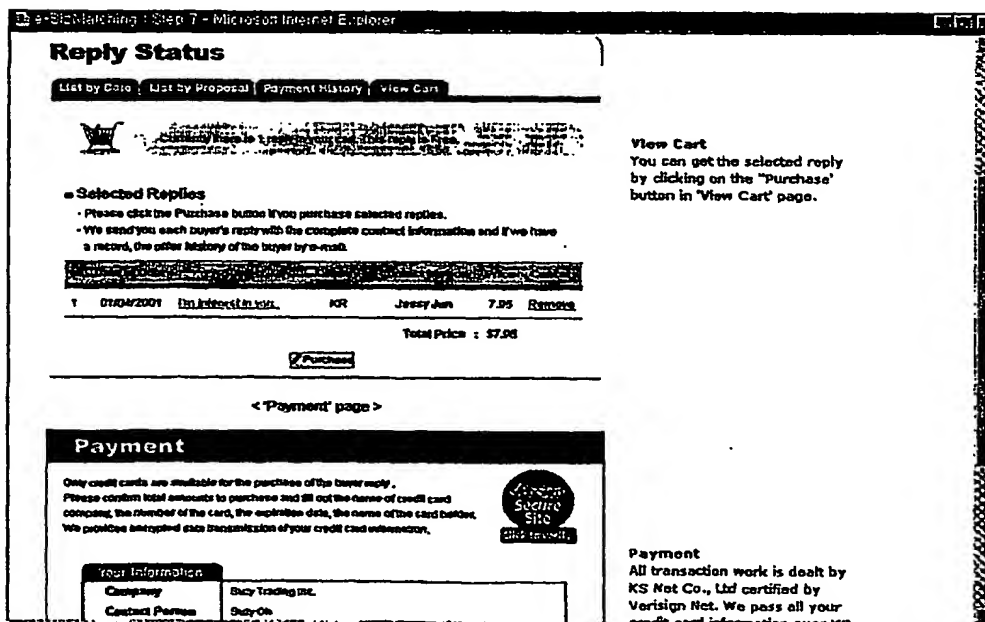 e-BizMatching : Step 7 - Microsoft Internet Explorer
Reply Status
List by Date List by Proposal Payment History View Cart
View Cart
You can get the selected reply
by clicking on the "Purchase'
button in 'View Cart' page.
Selected Replies
- Please click the Purchase button if you purchase selected replies.
- We send you each buyer's reply with the complete contact information and if we have
a record, the offer history of the buyer by e-mail.
1 01/04/2001 I'm interest in your.. KR Jessy Jun 7.95 Remove
Total Price : $7.95
Purchase
< 'Payment' page >
Payment
Only credit cards are available for the purchase of the buyer reply .
Please confirm total amounts to purchase and fill out the name of credit card
company, the number of the card, the expiration date, the name of the card holder.
We provides encrypted data transmission of your credit card information.
Secure
Site
Your Information
Company Buzy Trading Inc.
Contact Person Buzy Oh
Payment
All transaction work is dealt by
KS Net Co., Ltd certified by
Verisign Net. We pass all your
credit card information over